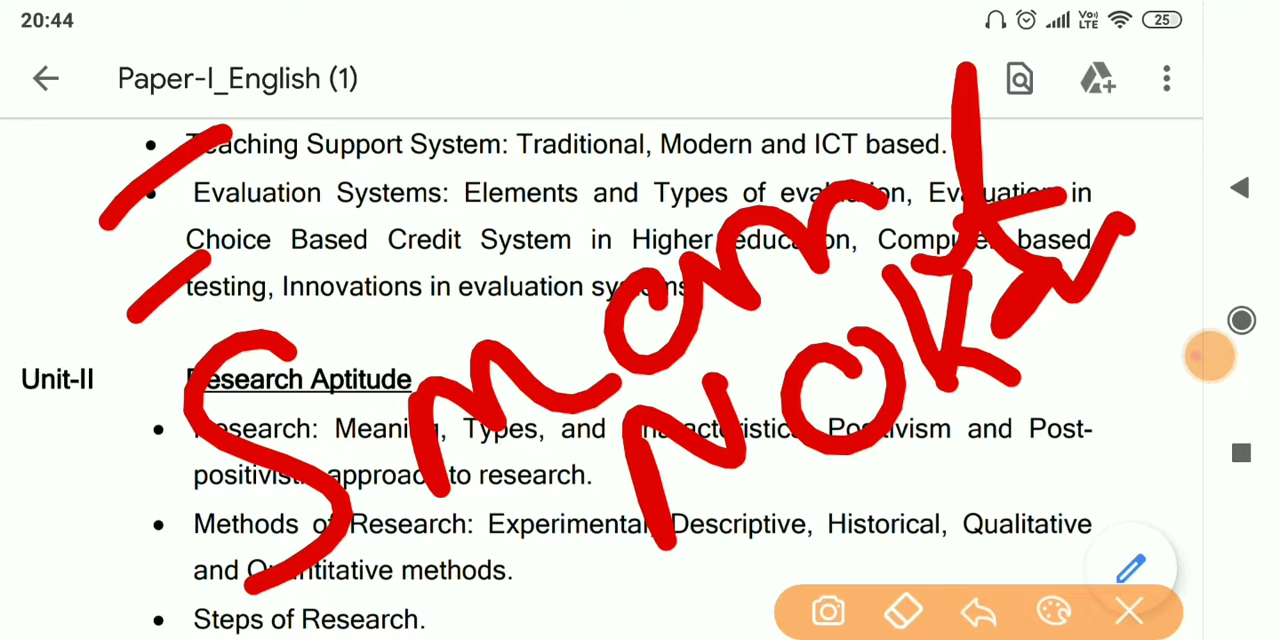 20:44 Vo) LTE 25
Paper-I_English (1)
• Teaching Support System: Traditional, Modern and ICT based.
• Evaluation Systems: Elements and Types of evaluation, Evaluation in
Choice Based Credit System in Higher education, Computer based
testing, Innovations in evaluation systems.
Smart
Unit-II Research Aptitude
• Research: Meaning, Types, and Characteristics, Positivism and Post-
positivistic approach to research.
• Methods of Research: Experimental, Descriptive, Historical, Qualitative
and Quantitative methods.
• Steps of Research.